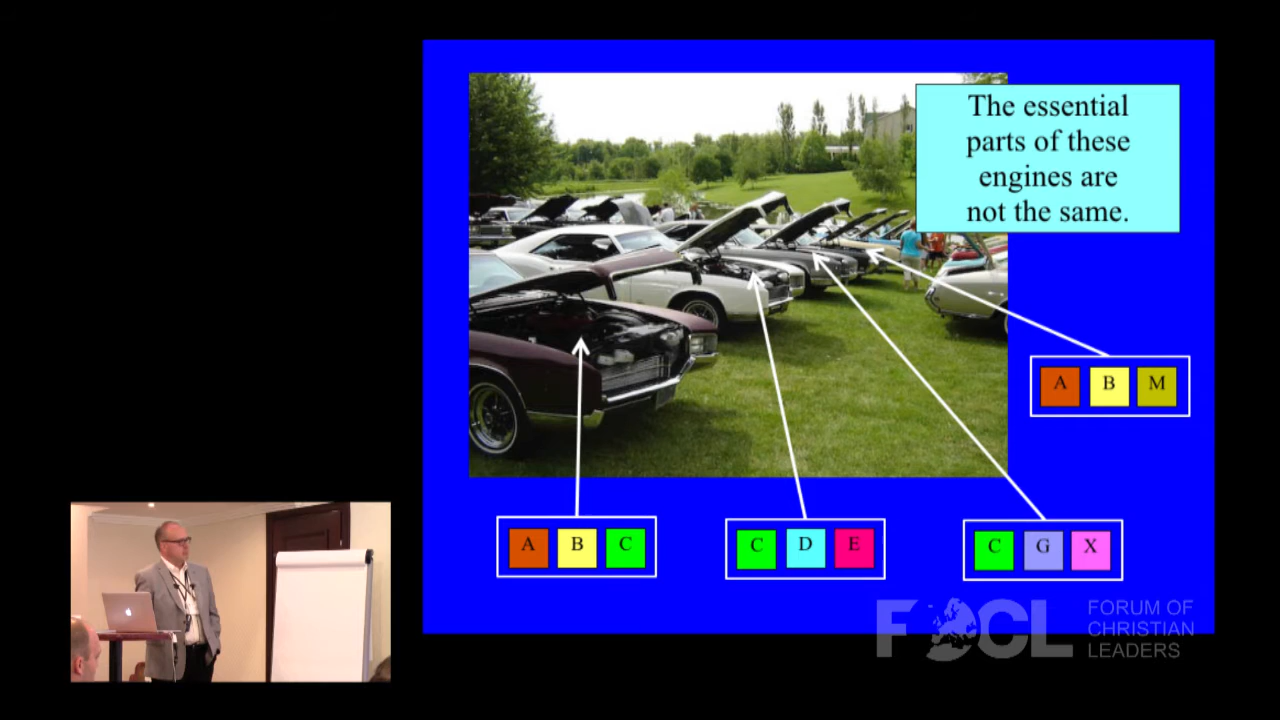 The essential
parts of these
engines are
not the same.
A B M
A B C
C D E
C G X
FOCL
FORUM OF
CHRISTIAN
LEADERS